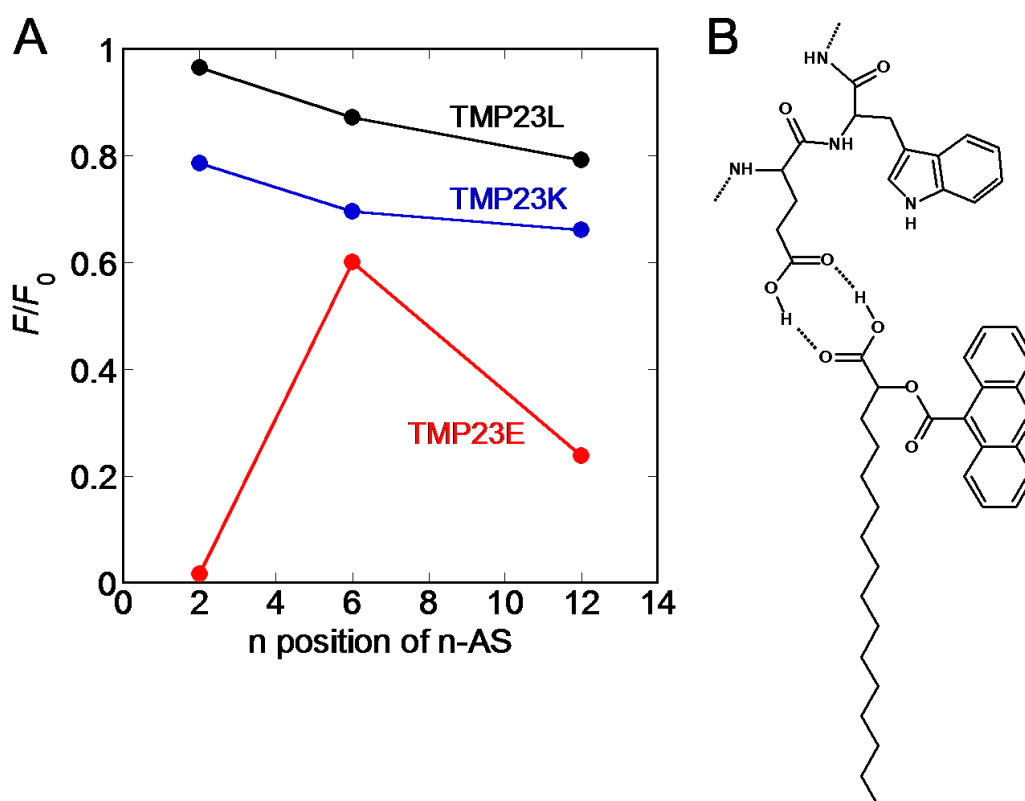 A
B
1
0.8
0.6
0.4
0.2
0
F/F0
0 2 4 6 8 10 12 14
n position of n-AS
TMP23L
TMP23K
TMP23E
HN
O
O
NH
NH
N
H
O
O
H
H
O
O
O
O